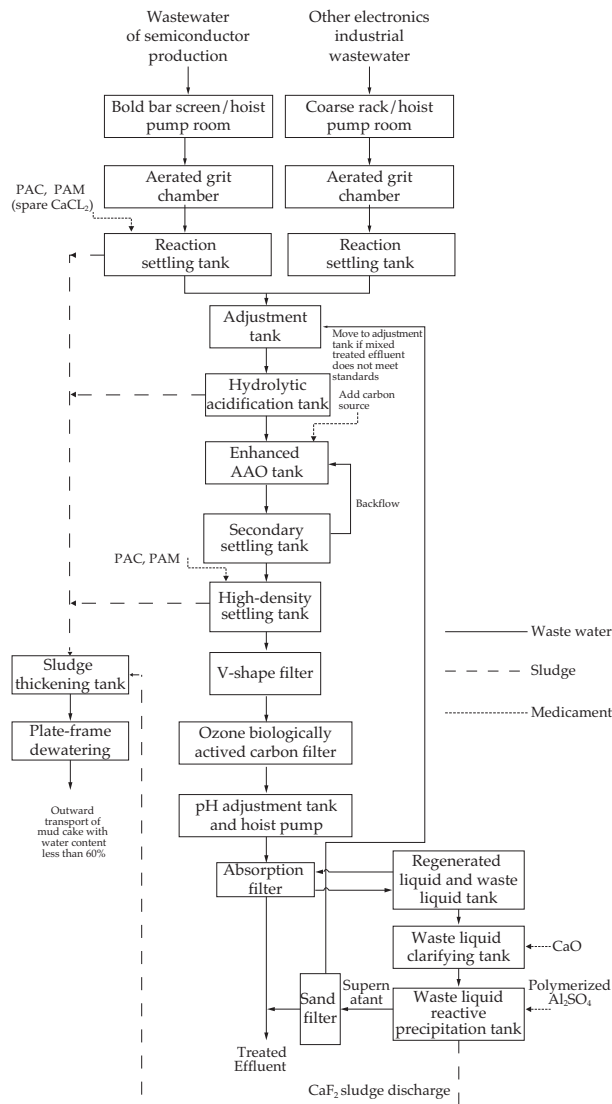 Wastewater
of semiconductor
production
Other electronics
industrial
wastewater
Bold bar screen/hoist
pump room
Coarse rack/hoist
pump room
Aerated grit
chamber
Aerated grit
chamber
PAC, PAM
(spare CaCL₂)
Reaction
settling tank
Reaction
settling tank
Adjustment
tank
Move to adjustment
tank if mixed
treated effluent
does not meet
standards
Hydrolytic
acidification tank
Add carbon
source
Enhanced
AAO tank
Backflow
Secondary
settling tank
PAC, PAM
High-density
settling tank
Waste water
Sludge
Medicament
Sludge
thickening tank
V-shape filter
Plate-frame
dewatering
Ozone biologically
actived carbon filter
Outward
transport of
mud cake with
water content
less than 60%
pH adjustment tank
and hoist pump
Absorption
filter
Regenerated
liquid and waste
liquid tank
Waste liquid
clarifying tank
CaO
Sand
filter
Supern
atant
Waste liquid
reactive
precipitation tank
Polymerized
Al₂SO₄
Treated
Effluent
CaF₂ sludge discharge